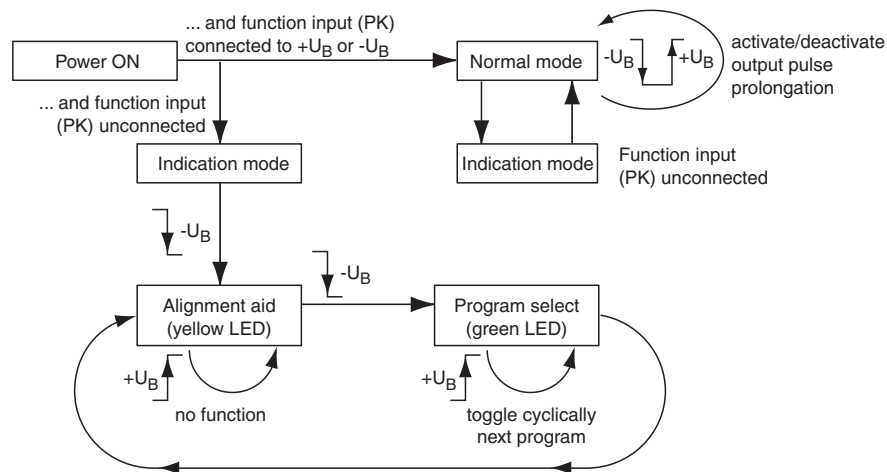 ... and function input (PK)
connected to +UB or -UB
Power ON
Normal mode
-UB
+UB
activate/deactivate
output pulse
prolongation
... and function input
(PK) unconnected
Indication mode
Indication mode
Function input
(PK) unconnected
-UB
-UB
Alignment aid
(yellow LED)
Program select
(green LED)
+UB
no function
+UB
toggle cyclically
next program